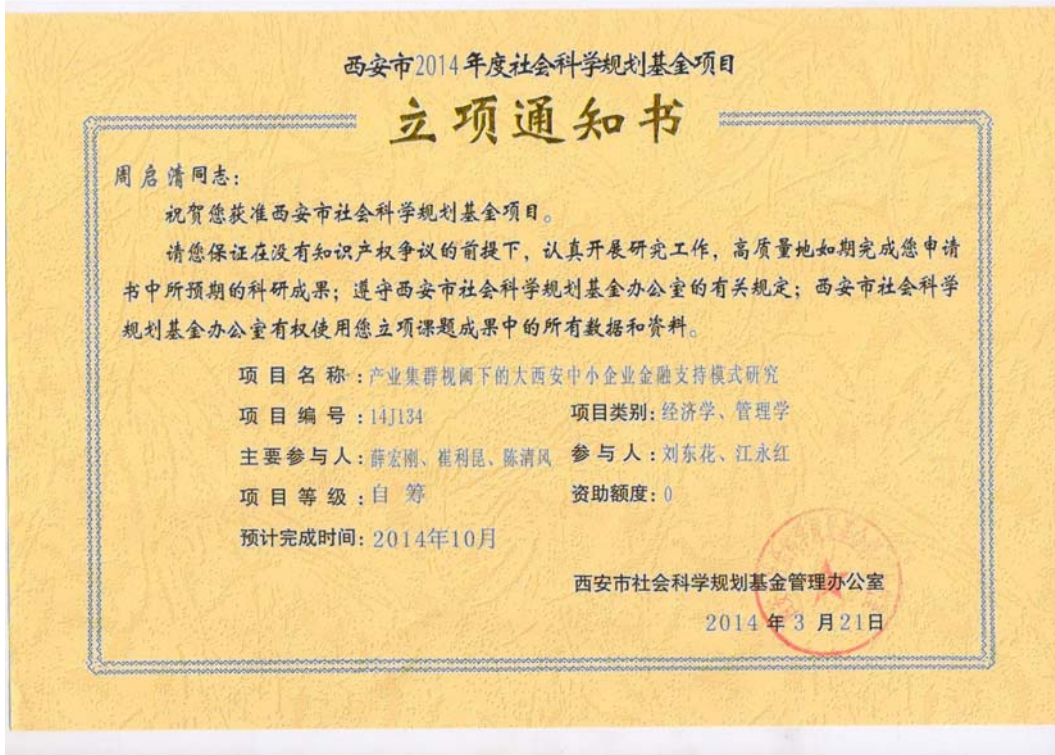 西安市2014年度社会科学规划基金项目
立项通知书
周启清同志：
祝贺您获准西安市社会科学规划基金项目。
请您保证在没有知识产权争议的前提下，认真开展研究工作，高质量地如期完成您申请
书中所预期的科研成果；遵守西安市社会科学规划基金办公室的有关规定；西安市社会科学
规划基金办公室有权使用您立项课题成果中的所有数据和资料。
项目名称：产业集群视阈下的大西安中小企业金融支持模式研究
项目编号：14J134 项目类别：经济学、管理学
主要参与人：薛宏刚、崔利昆、陈清风 参与人：刘东花、江永红
项目等级：自筹 资助额度：0
预计完成时间：2014年10月
西安市社会科学规划基金管理办公室
2014年3月21日